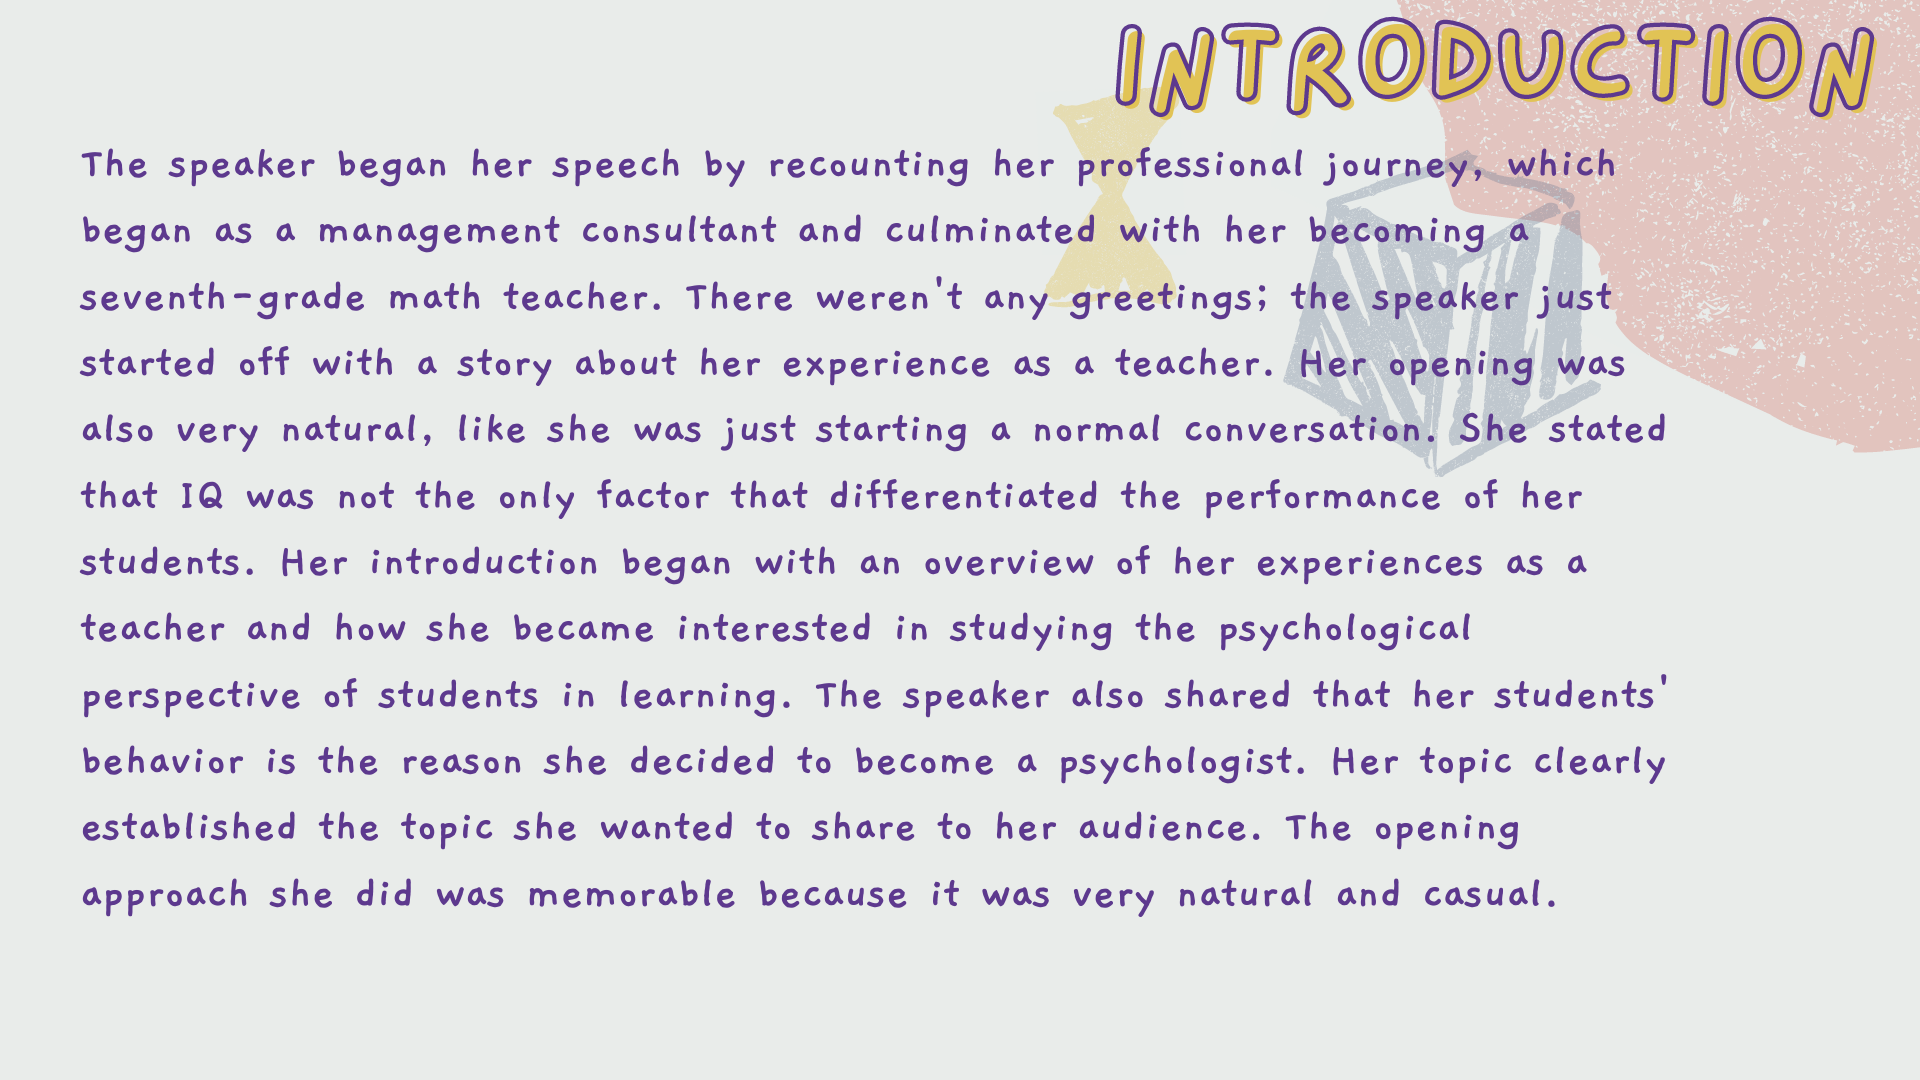 INTRODUCTION
The speaker began her speech by recounting her professional journey, which
began as a management consultant and culminated with her becoming a
seventh-grade math teacher. There weren't any greetings; the speaker just
started off with a story about her experience as a teacher. Her opening was
also very natural, like she was just starting a normal conversation. She stated
that IQ was not the only factor that differentiated the performance of her
students. Her introduction began with an overview of her experiences as a
teacher and how she became interested in studying the psychological
perspective of students in learning. The speaker also shared that her students'
behavior is the reason she decided to become a psychologist. Her topic clearly
established the topic she wanted to share to her audience. The opening
approach she did was memorable because it was very natural and casual.